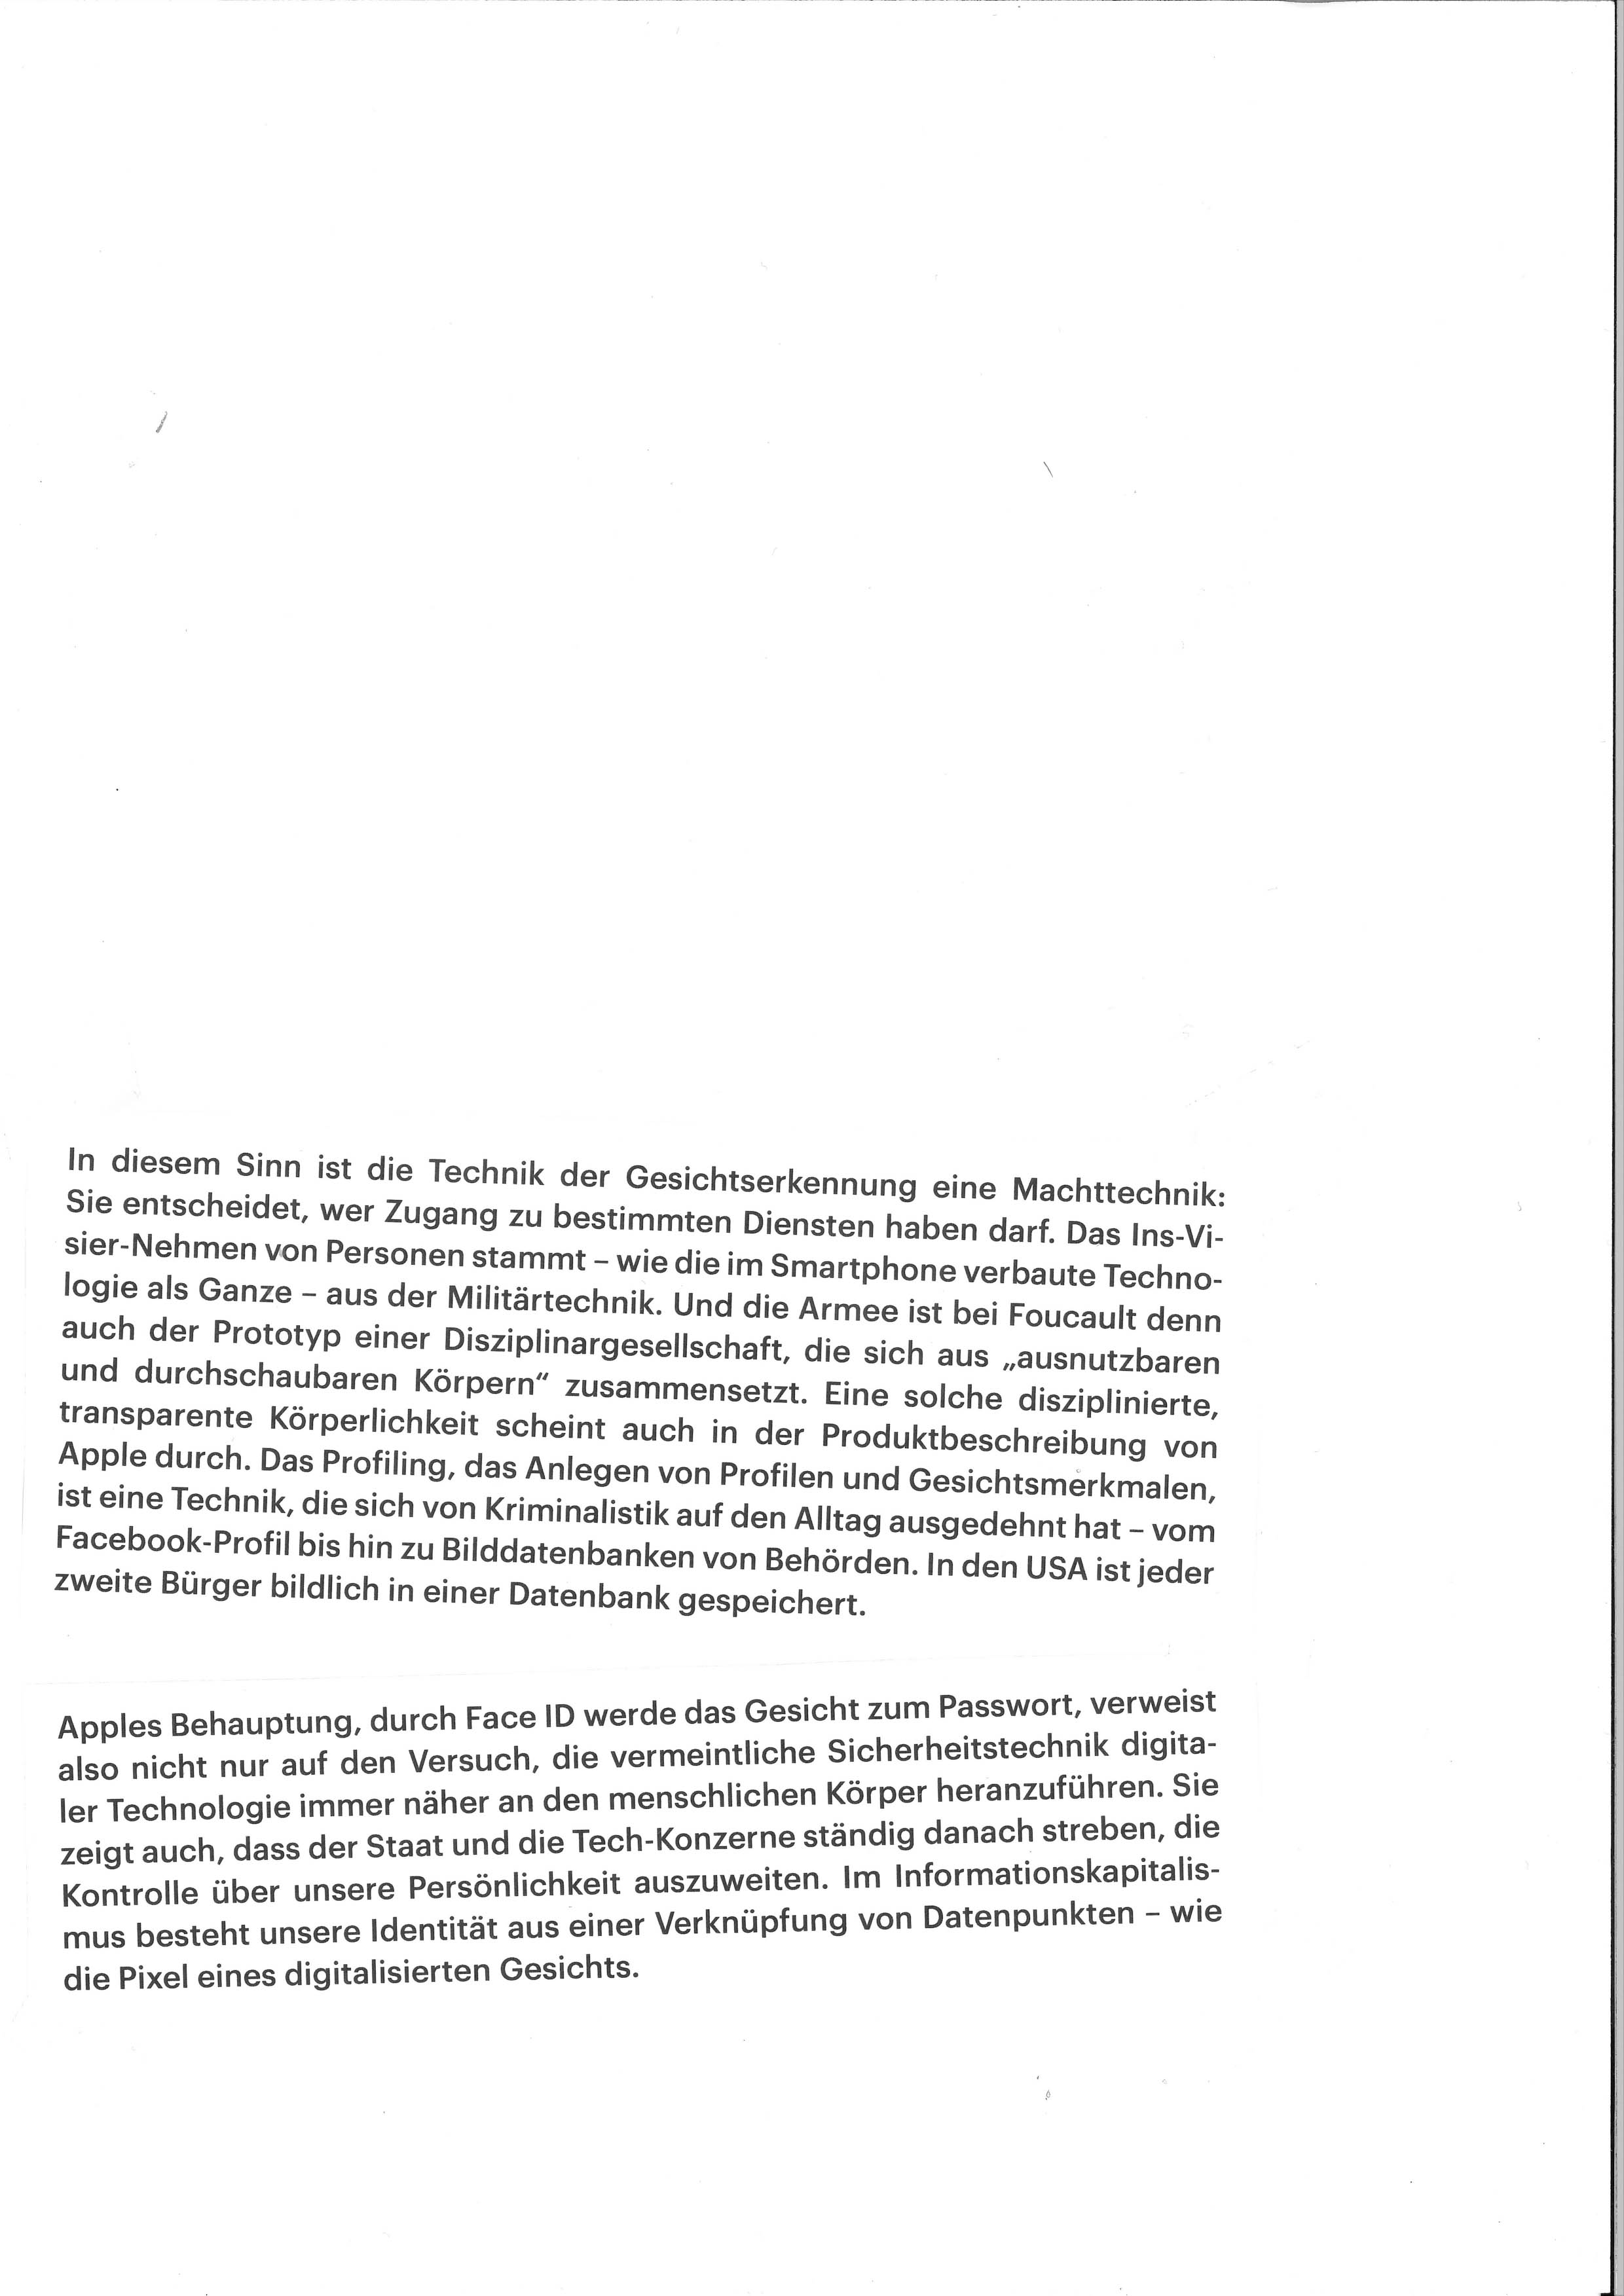 In diesem Sinn ist die Technik der Gesichtserkennung eine Machttechnik:
Sie entscheidet, wer Zugang zu bestimmten Diensten haben darf. Das Ins-Vi-
sier-Nehmen von Personen stammt – wie die im Smartphone verbaute Techno-
logie als Ganze – aus der Militärtechnik. Und die Armee ist bei Foucault denn
auch der Prototyp einer Disziplinargesellschaft, die sich aus „ausnutzbaren
und durchschaubaren Körpern“ zusammensetzt. Eine solche disziplinierte,
transparente Körperlichkeit scheint auch in der Produktbeschreibung von
Apple durch. Das Profiling, das Anlegen von Profilen und Gesichtsmerkmalen,
ist eine Technik, die sich von Kriminalistik auf den Alltag ausgedehnt hat – vom
Facebook-Profil bis hin zu Bilddatenbanken von Behörden. In den USA ist jeder
zweite Bürger bildlich in einer Datenbank gespeichert.
Apples Behauptung, durch Face ID werde das Gesicht zum Passwort, verweist
also nicht nur auf den Versuch, die vermeintliche Sicherheitstechnik digita-
ler Technologie immer näher an den menschlichen Körper heranzuführen. Sie
zeigt auch, dass der Staat und die Tech-Konzerne ständig danach streben, die
Kontrolle über unsere Persönlichkeit auszuweiten. Im Informationskapitalis-
mus besteht unsere Identität aus einer Verknüpfung von Datenpunkten – wie
die Pixel eines digitalisierten Gesichts.